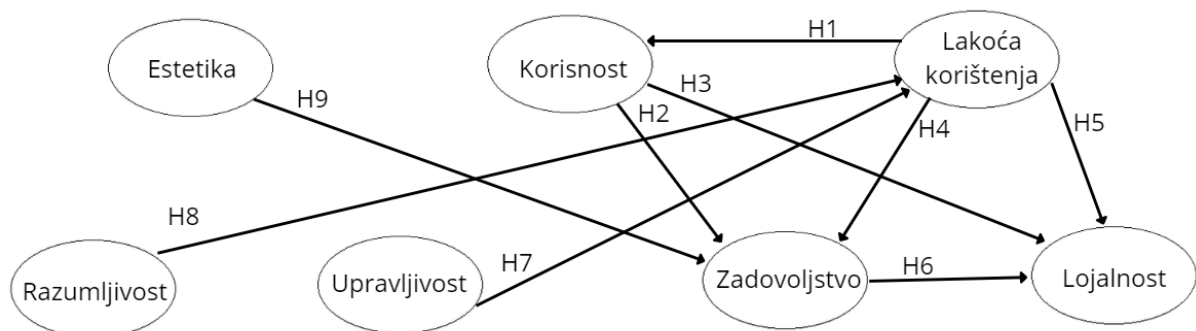 H1
Lakoća
korištenja
Estetika
Korisnost
H9
H3
H2
H4
H5
H8
H7
H6
Razumljivost
Upravljivost
Zadovoljstvo
Lojalnost